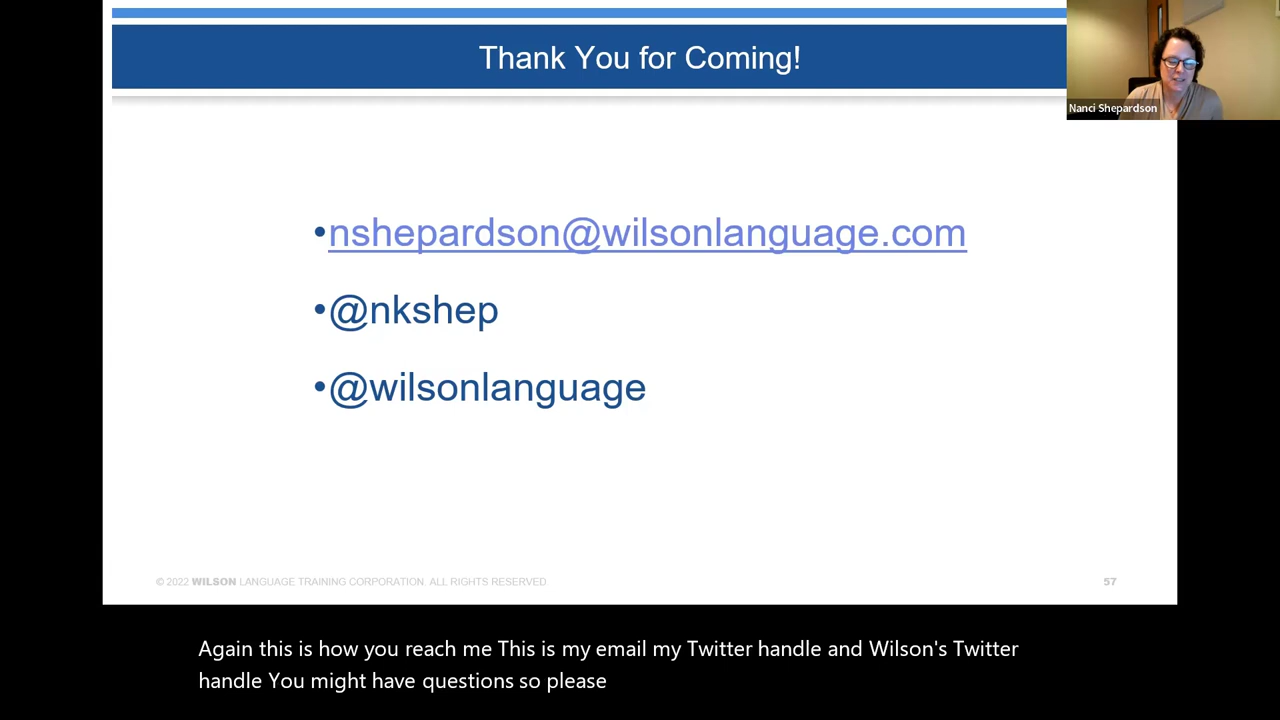 Thank You for Coming!
Nanci Shepardson
•nshepardson@wilsonlanguage.com
•@nkshep
•@wilsonlanguage
© 2022 WILSON LANGUAGE TRAINING CORPORATION. ALL RIGHTS RESERVED
57
Again this is how you reach me This is my email my Twitter handle and Wilson's Twitter
handle You might have questions so please